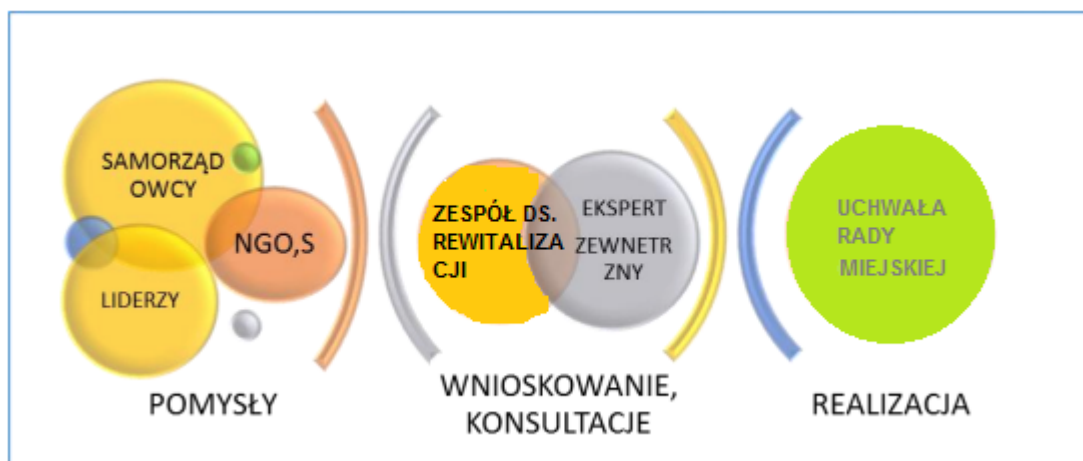 SAMORZĄD
OWCY
NGO,S
LIDERZY
POMYSŁY
ZESPÓŁ DS.
REWITALIZA
CJI
EKSPERT
ZEWNETR
ZNY
WNIOSKOWANIE,
KONSULTACJE
UCHWAŁA
RADY
MIEJSKIEJ
REALIZACJA